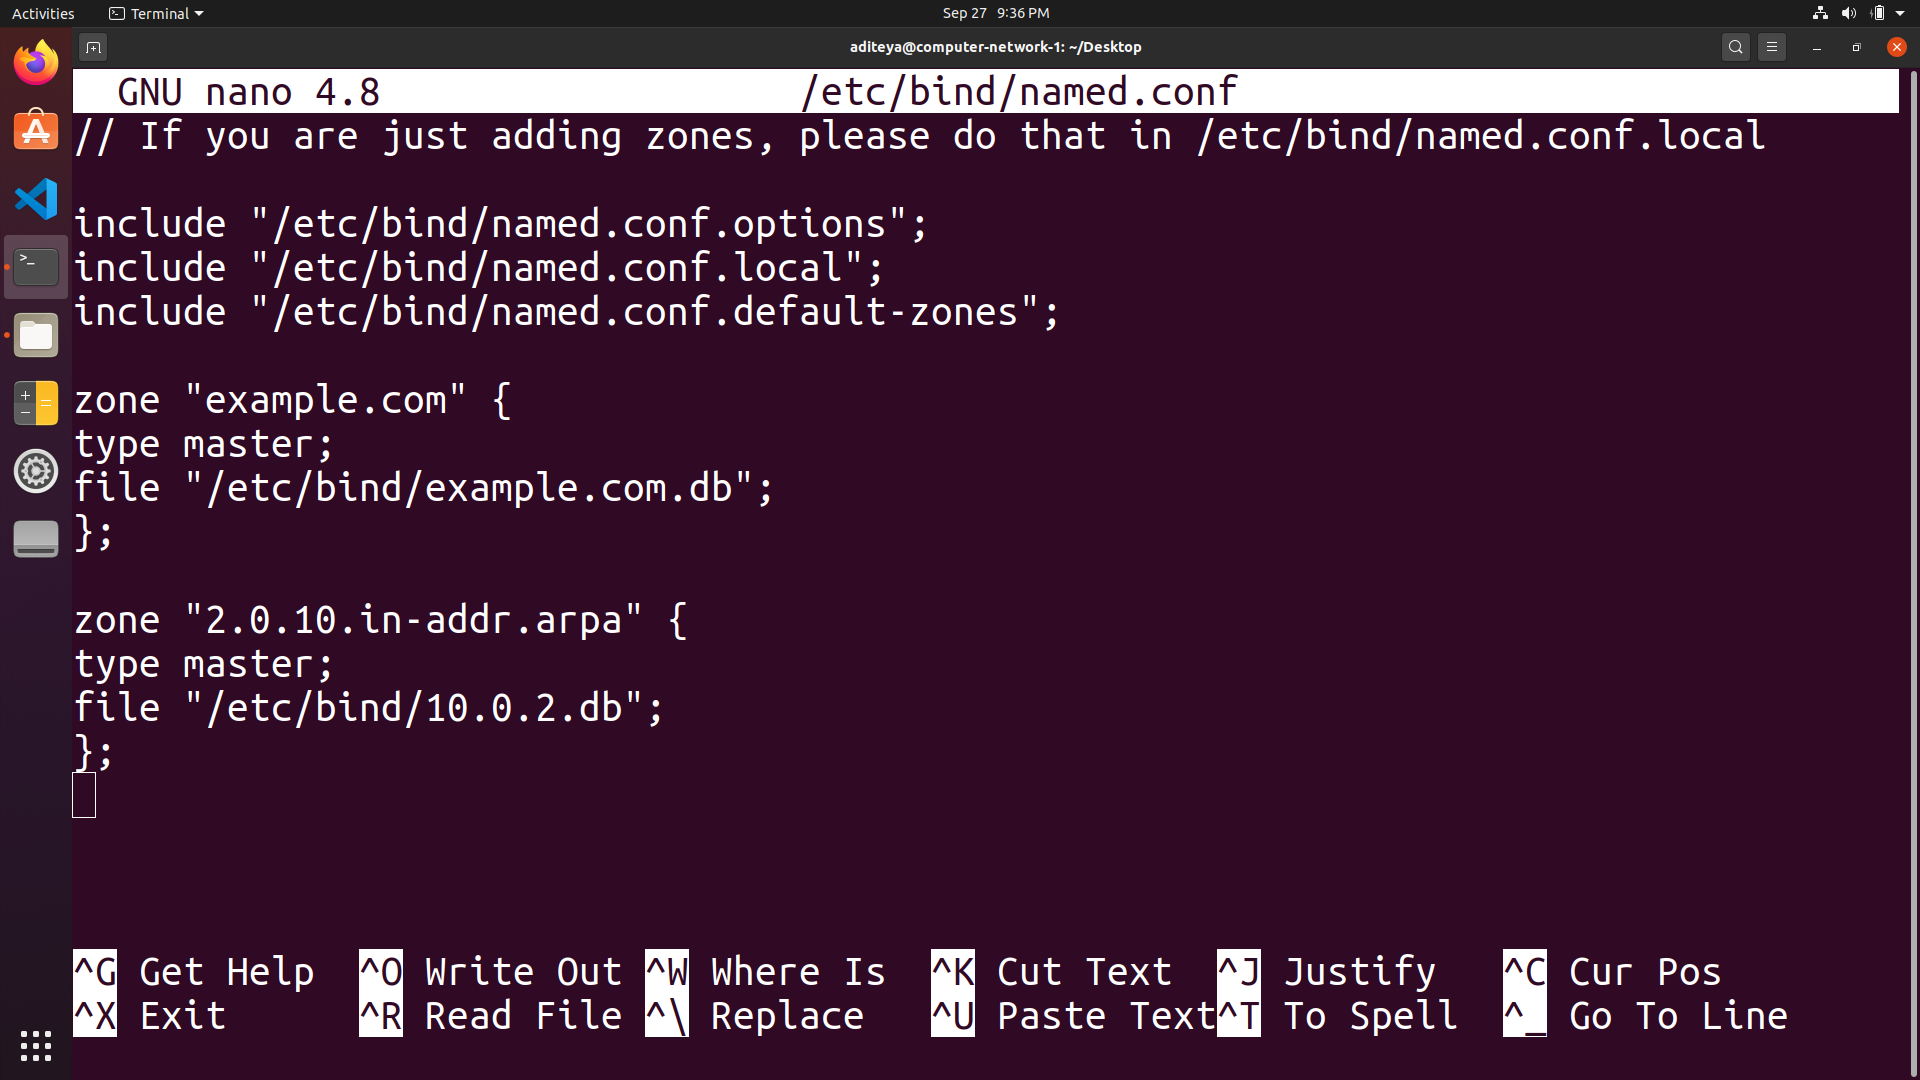 Activities Terminal Sep 27 9:36 PM
aditeya@computer-network-1: ~/Desktop
GNU nano 4.8 /etc/bind/named.conf
// If you are just adding zones, please do that in /etc/bind/named.conf.local
include "/etc/bind/named.conf.options";
include "/etc/bind/named.conf.local";
include "/etc/bind/named.conf.default-zones";
zone "example.com" {
type master;
file "/etc/bind/example.com.db";
};
zone "2.0.10.in-addr.arpa" {
type master;
file "/etc/bind/10.0.2.db";
};
^G Get Help ^O Write Out ^W Where Is ^K Cut Text ^J Justify ^C Cur Pos
^X Exit ^R Read File ^\ Replace ^U Paste Text ^T To Spell ^_ Go To Line